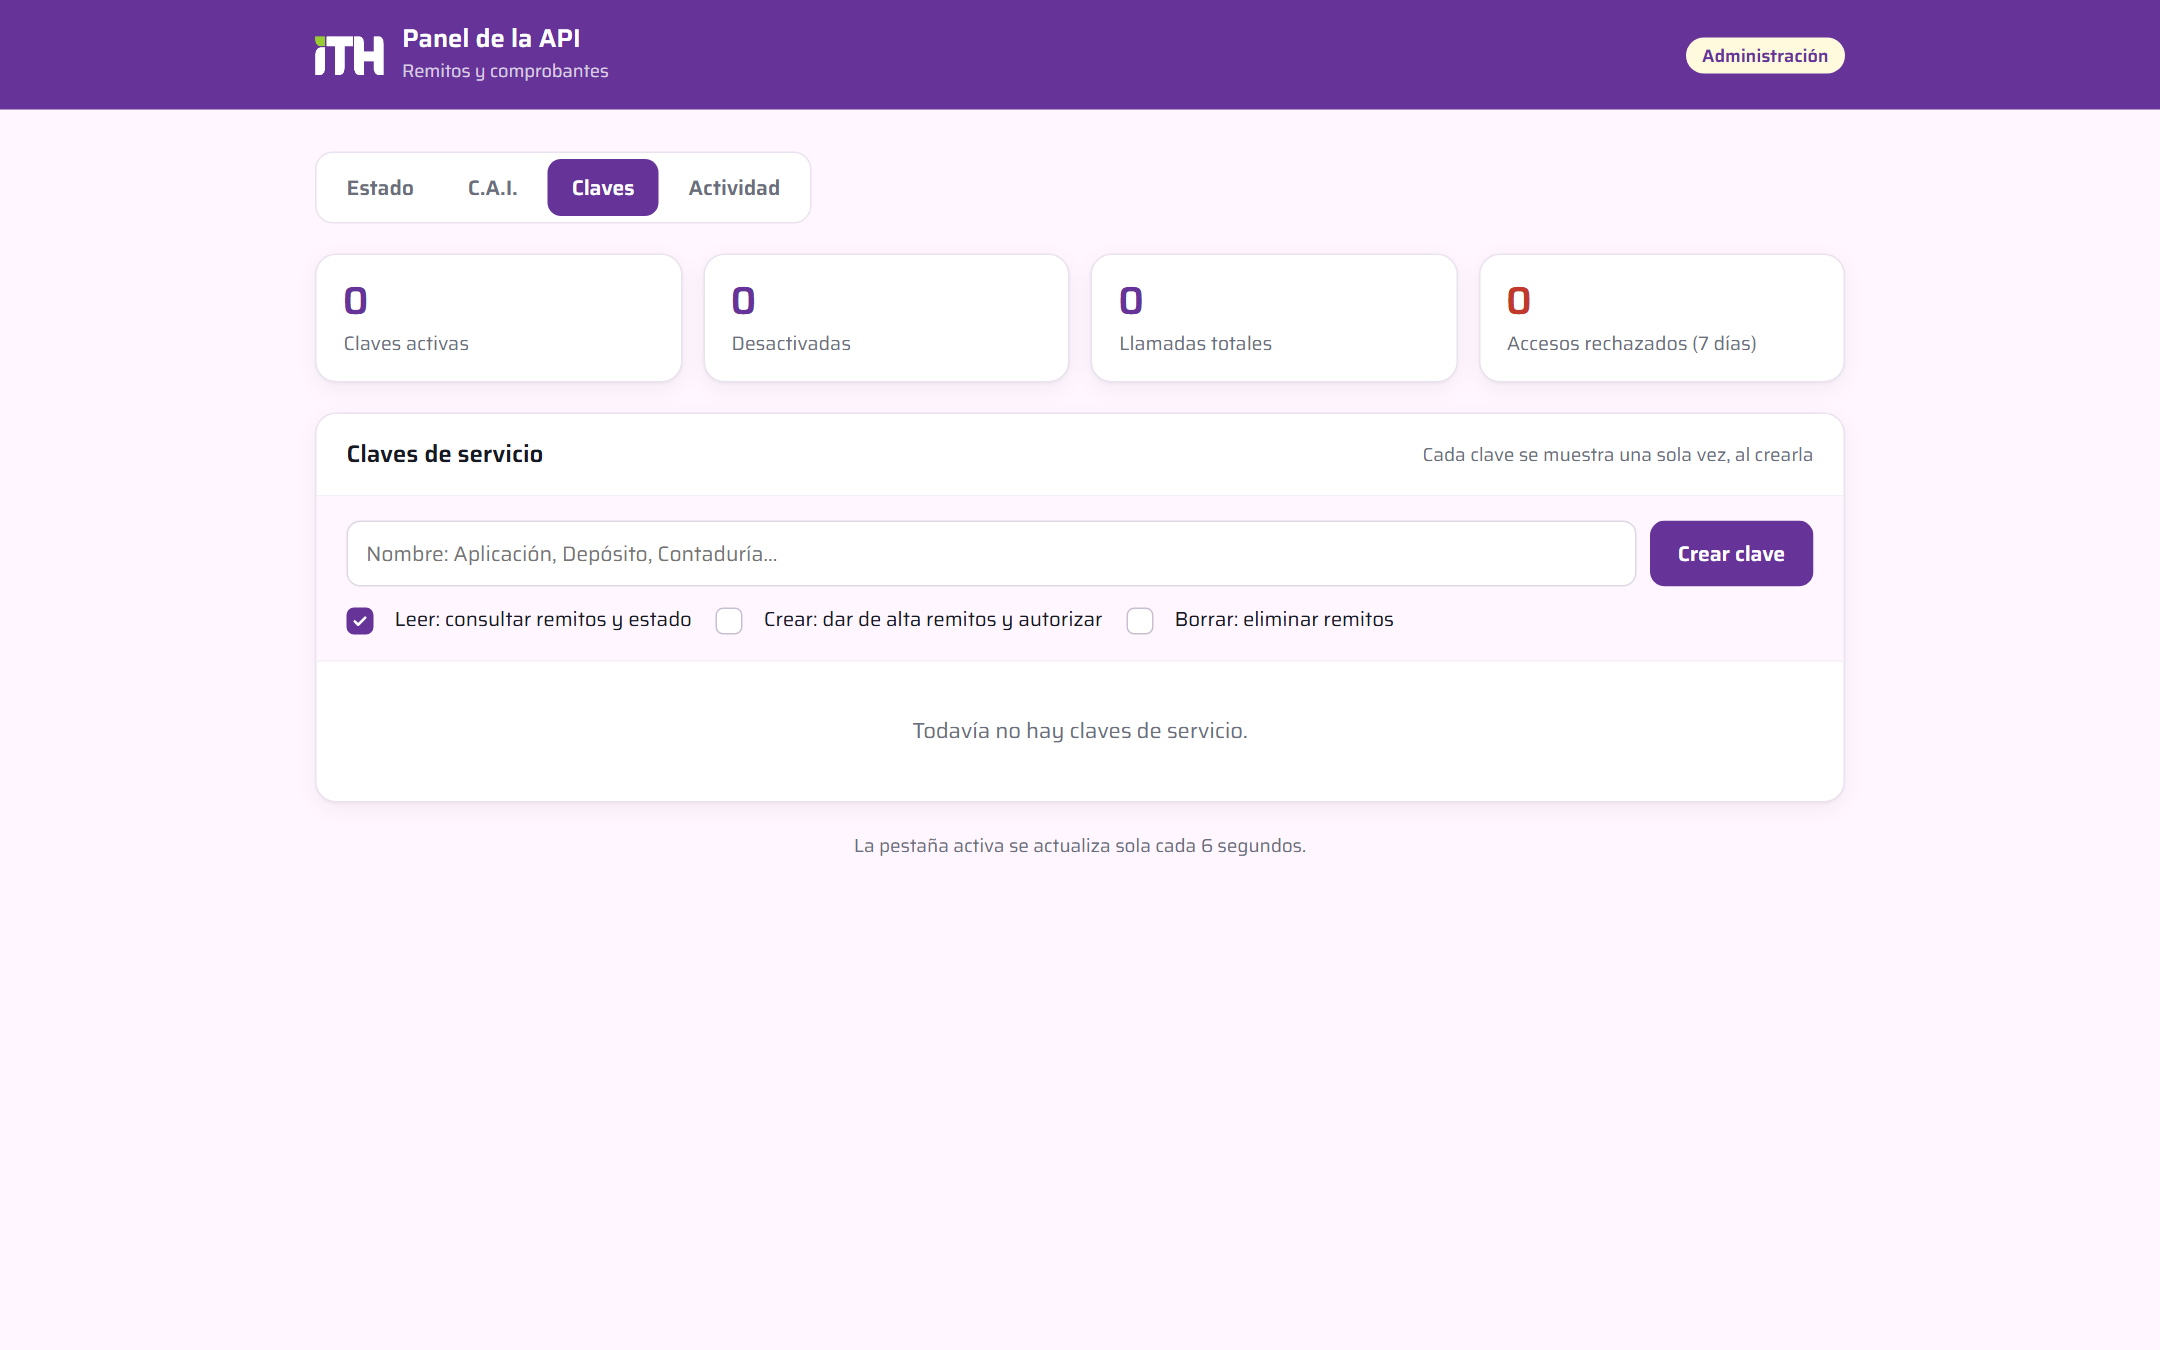 iTH
Panel de la API
Remitos y comprobantes
Administración
Estado
C.A.I.
Claves
Actividad
0
Claves activas
0
Desactivadas
0
Llamadas totales
0
Accesos rechazados (7 días)
Claves de servicio
Cada clave se muestra una sola vez, al crearla
Nombre: Aplicación, Depósito, Contaduría...
Crear clave
Leer: consultar remitos y estado
Crear: dar de alta remitos y autorizar
Borrar: eliminar remitos
Todavía no hay claves de servicio.
La pestaña activa se actualiza sola cada 6 segundos.